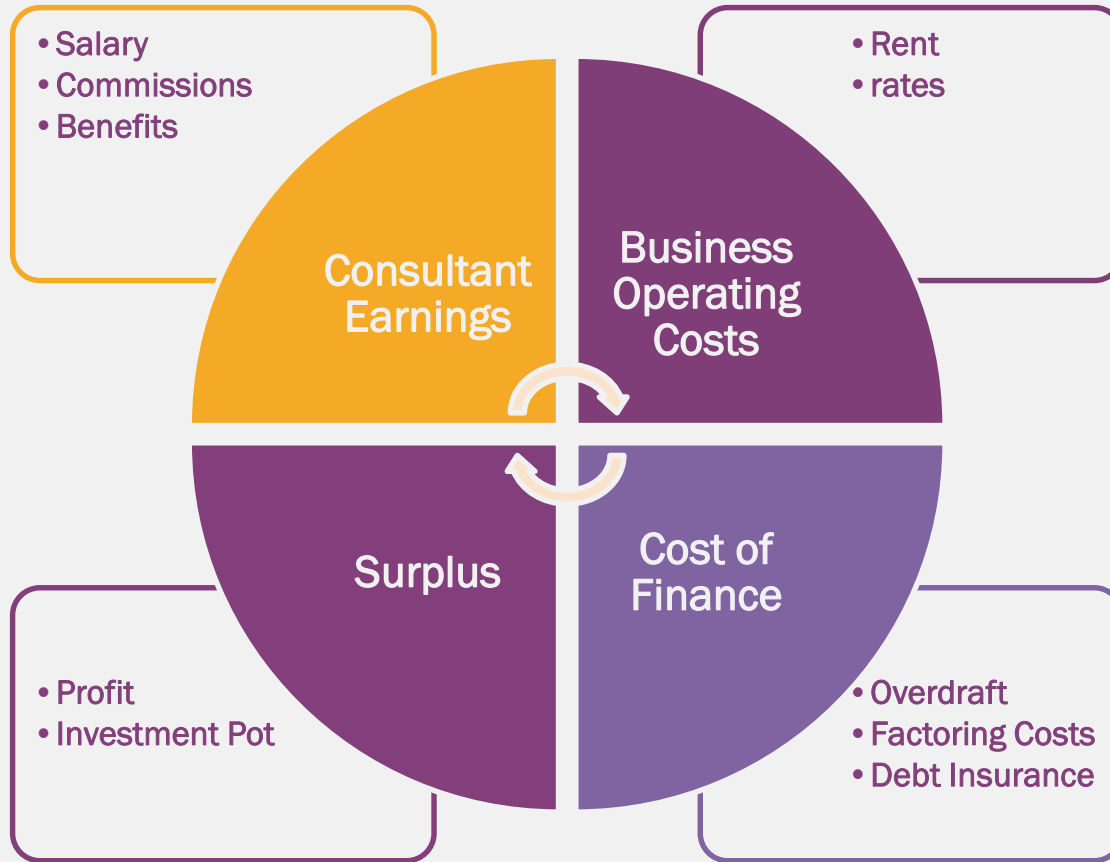 • Salary
• Commissions
• Benefits
• Rent
• rates
Consultant
Earnings
Business
Operating
Costs
Surplus
Cost of
Finance
• Profit
• Investment Pot
• Overdraft
• Factoring Costs
• Debt Insurance